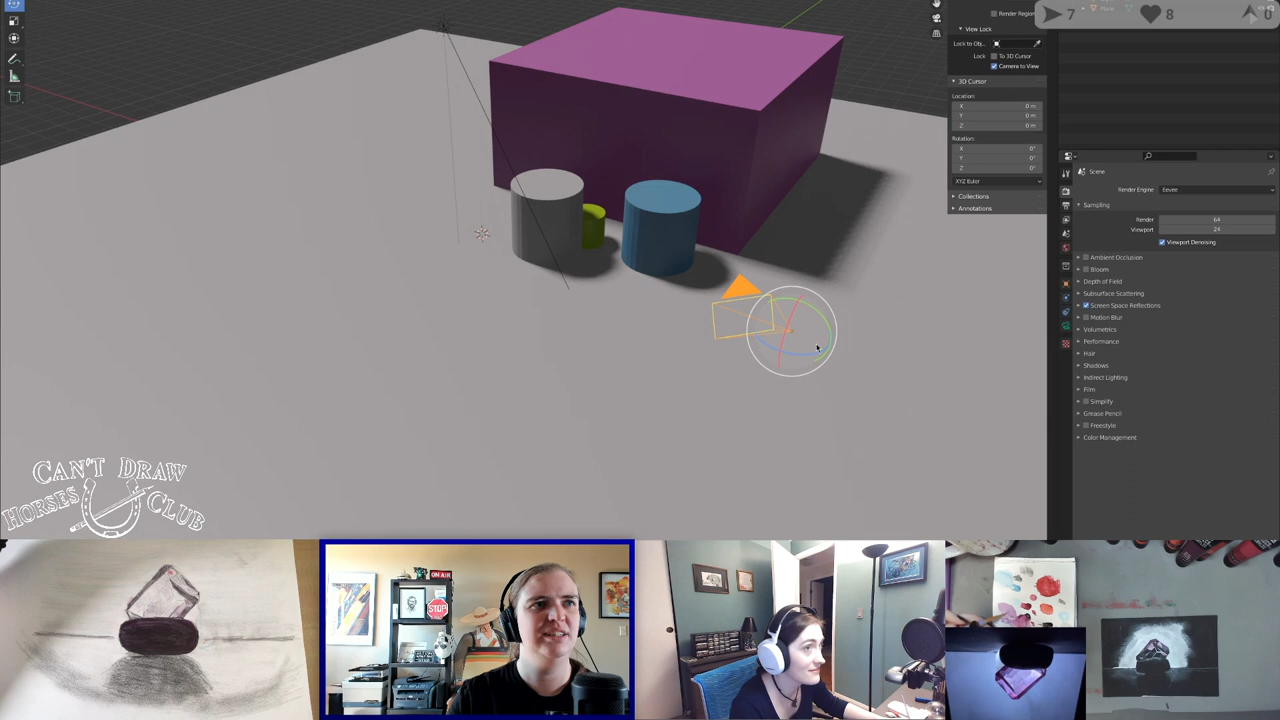 Render Region
7
8
0
View Lock
Lock to Obj..
Lock
To 3D Cursor
Camera to View
3D Cursor
Location:
X 0 m
Y 0 m
Z 0 m
Rotation:
X 0°
Y 0°
Z 0°
XYZ Euler
Collections
Annotations
Scene
Render Engine
Eevee
Sampling
Render
64
Viewport
24
Viewport Denoising
Ambient Occlusion
Bloom
Depth of Field
Subsurface Scattering
Screen Space Reflections
Motion Blur
Volumetrics
Performance
Hair
Shadows
Indirect Lighting
Film
Simplify
Grease Pencil
Freestyle
Color Management
CAN'T DRAW
HORSES CLUB
ON AIR
STOP